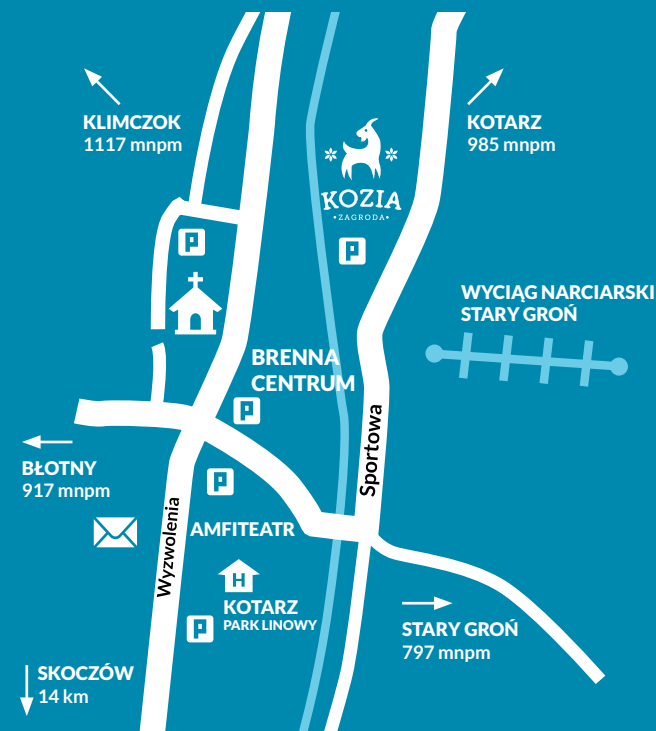 KLIMCZOK
1117 mnpm
KOTARZ
985 mnpm
KOZIA
•ZAGRODA•
P
P
WYCIĄG NARCIARSKI
STARY GROŃ
BRENNA
CENTRUM
P
Sportowa
BŁOTNY
917 mnpm
P
Wyzwolenia
AMFITEATR
H
KOTARZ
PARK LINOWY
P
STARY GROŃ
797 mnpm
SKOCZÓW
14 km